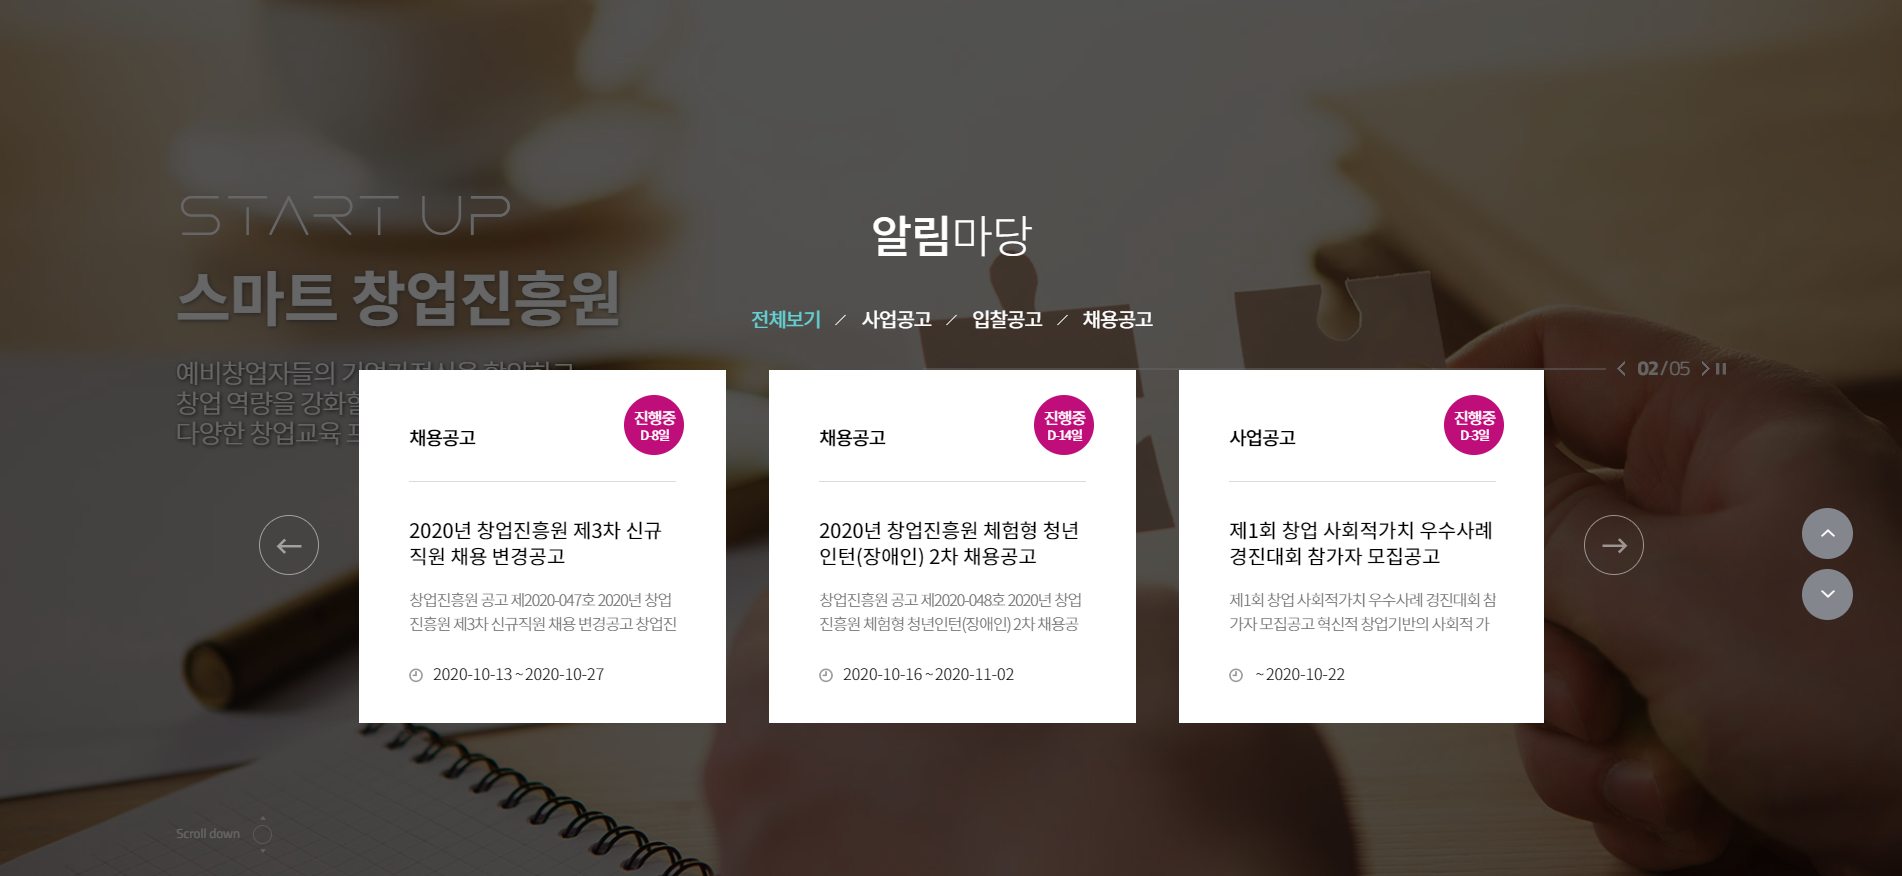 START UP
스마트 창업진흥원
예비창업자들의 기업가정신을 함양하고
창업 역량을 강화할
다양한 창업교육 프
알림마당
전체보기 / 사업공고 / 입찰공고 / 채용공고
02/05
채용공고
진행중
D-8일
2020년 창업진흥원 제3차 신규
직원 채용 변경공고
창업진흥원 공고 제2020-047호 2020년 창업
진흥원 제3차 신규직원 채용 변경공고 창업진
2020-10-13 ~ 2020-10-27
채용공고
진행중
D-14일
2020년 창업진흥원 체험형 청년
인턴(장애인) 2차 채용공고
창업진흥원 공고 제2020-048호 2020년 창업
진흥원 체험형 청년인턴(장애인) 2차 채용공
2020-10-16 ~ 2020-11-02
사업공고
진행중
D-3일
제1회 창업 사회적가치 우수사례
경진대회 참가자 모집공고
제1회 창업 사회적가치 우수사례 경진대회 참
가자 모집공고 혁신적 창업기반의 사회적 가
~ 2020-10-22
Scroll down